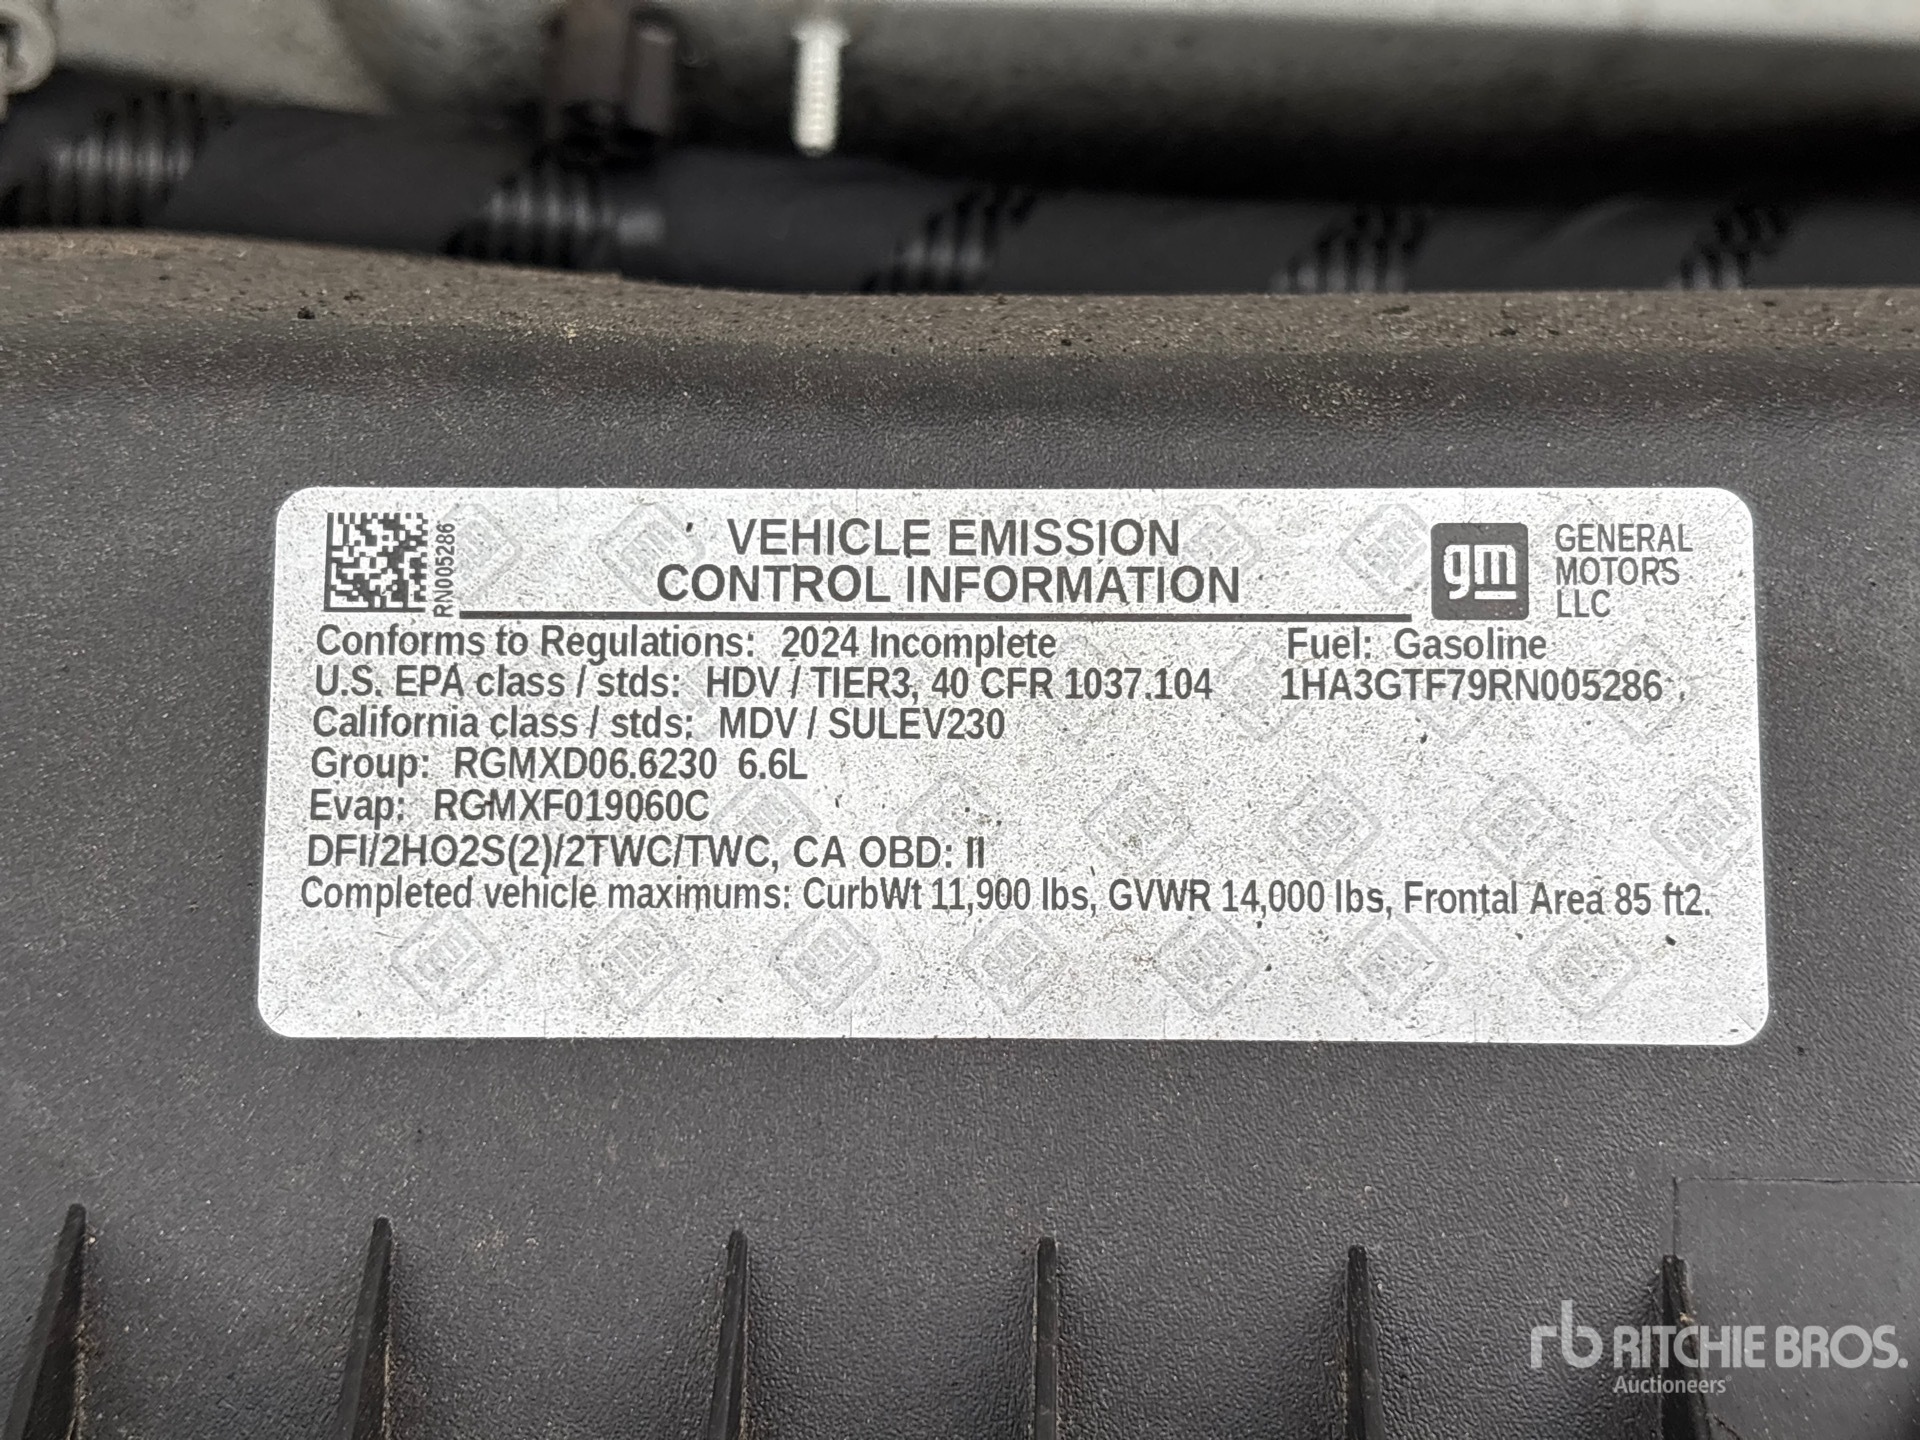 RN005286
VEHICLE EMISSION
CONTROL INFORMATION
gm
GENERAL
MOTORS
LLC
Conforms to Regulations: 2024 Incomplete Fuel: Gasoline
U.S. EPA class / stds: HDV / TIER3, 40 CFR 1037.104 1HA3GTF79RN005286
California class / stds: MDV / SULEV230
Group: RGMXD06.6230 6.6L
Evap: RGMXF019060C
DFI/2HO2S(2)/2TWC/TWC, CA OBD: II
Completed vehicle maximums: CurbWt 11,900 lbs, GVWR 14,000 lbs, Frontal Area 85 ft2.
rb RITCHIE BROS.
Auctioneers